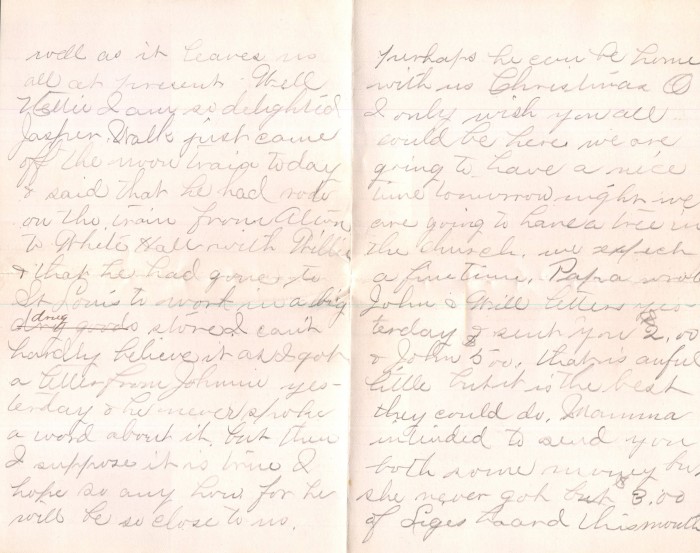 well as it leaves us
all at present. Well
Nettie I am so delighted
Jasper Walk just came
off the noon train today
& said that he had rode
on the train from Alton
to White Hall with Willie
& that he had gone to
St Louis to work in a big
drug
dry goods store I can't
hardly believe it as I got
a letter from Johnnie yes-
terday & he never spoke
a word about it. but then
I suppose it is true I
hope so any how for he
will be so close to us.
perhaps he can be home
with us Christmas O
I only wish you all
could be here we are
going to have a nice
time tomorrow night we
are going to have a tree in
the church. we expect
a fine time. Papa wrote
John & Will letters yes-
terday & sent you $2.00
& John $5.00. that is awful
little but it is the best
they could do. Mamma
intended to send you
both some money but
she never got but $3.00
of board this month